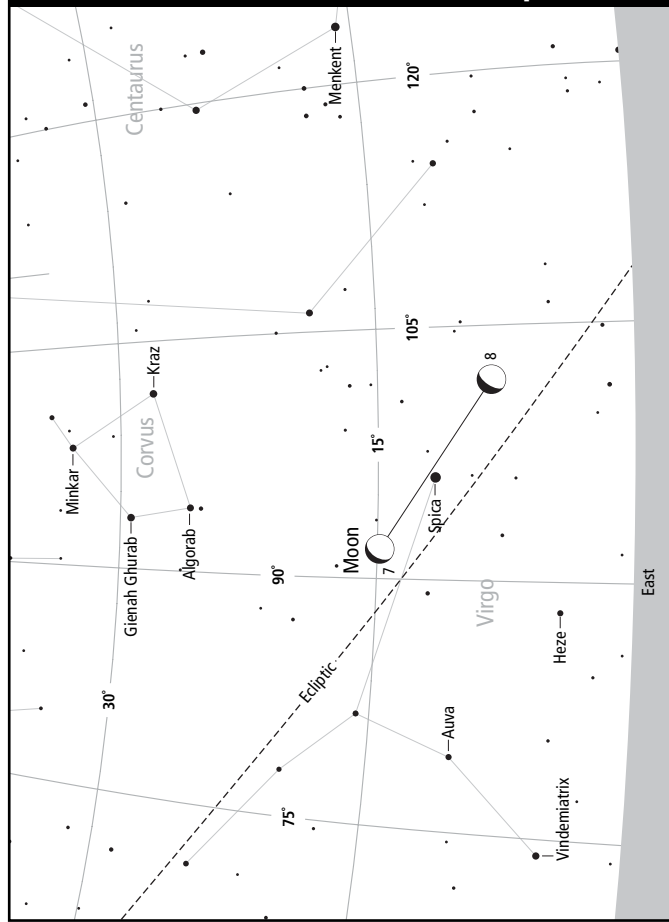 Centaurus
Menkent
120°
105°
Kraz
Corvus
Minkar
Gienah Ghurab
Algorab
15°
8
Spica
Moon
7
90°
East
Virgo
Heze
Ecliptic
30°
Auva
75°
Vindemiatrix